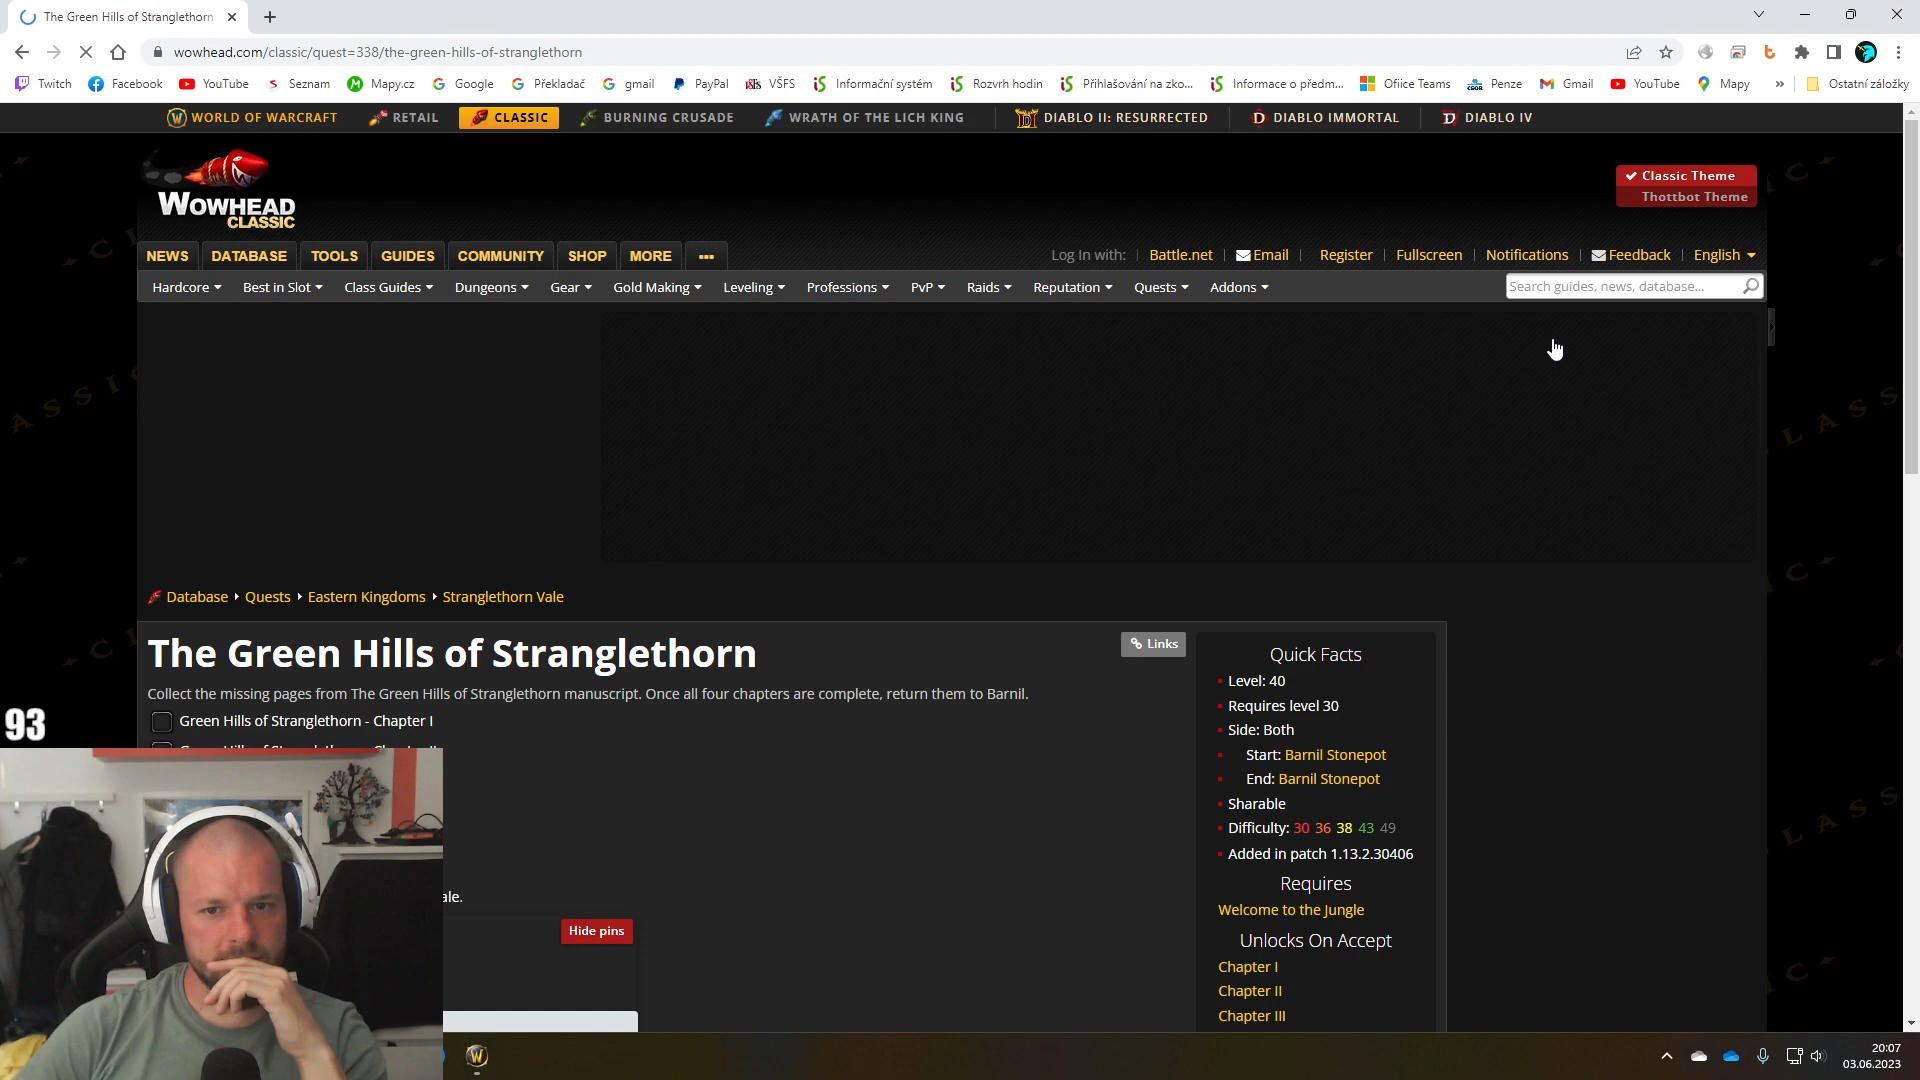 The Green Hills of Stranglethorn
wowhead.com/classic/quest=338/the-green-hills-of-stranglethorn
Twitch Facebook YouTube Seznam Mapy.cz Google Překladač gmail PayPal VŠFS Informační systém Rozvrh hodin Přihlašování na zko... Informace o předm... Ofiice Teams Penze Gmail YouTube Mapy » Ostatní záložky
WORLD OF WARCRAFT RETAIL CLASSIC BURNING CRUSADE WRATH OF THE LICH KING DIABLO II: RESURRECTED DIABLO IMMORTAL DIABLO IV
WOWHEAD
CLASSIC
Classic Theme
Thottbot Theme
NEWS DATABASE TOOLS GUIDES COMMUNITY SHOP MORE ...
Log In with: Battle.net Email Register Fullscreen Notifications Feedback English
Hardcore Best in Slot Class Guides Dungeons Gear Gold Making Leveling Professions PvP Raids Reputation Quests Addons
Search guides, news, database...
Database Quests Eastern Kingdoms Stranglethorn Vale
The Green Hills of Stranglethorn
Links
Collect the missing pages from The Green Hills of Stranglethorn manuscript. Once all four chapters are complete, return them to Barnil.
Green Hills of Stranglethorn - Chapter I
93
ale.
Hide pins
Quick Facts
Level: 40
Requires level 30
Side: Both
Start: Barnil Stonepot
End: Barnil Stonepot
Sharable
Difficulty: 30 36 38 43 49
Added in patch 1.13.2.30406
Requires
Welcome to the Jungle
Unlocks On Accept
Chapter I
Chapter II
Chapter III
20:07
03.06.2023